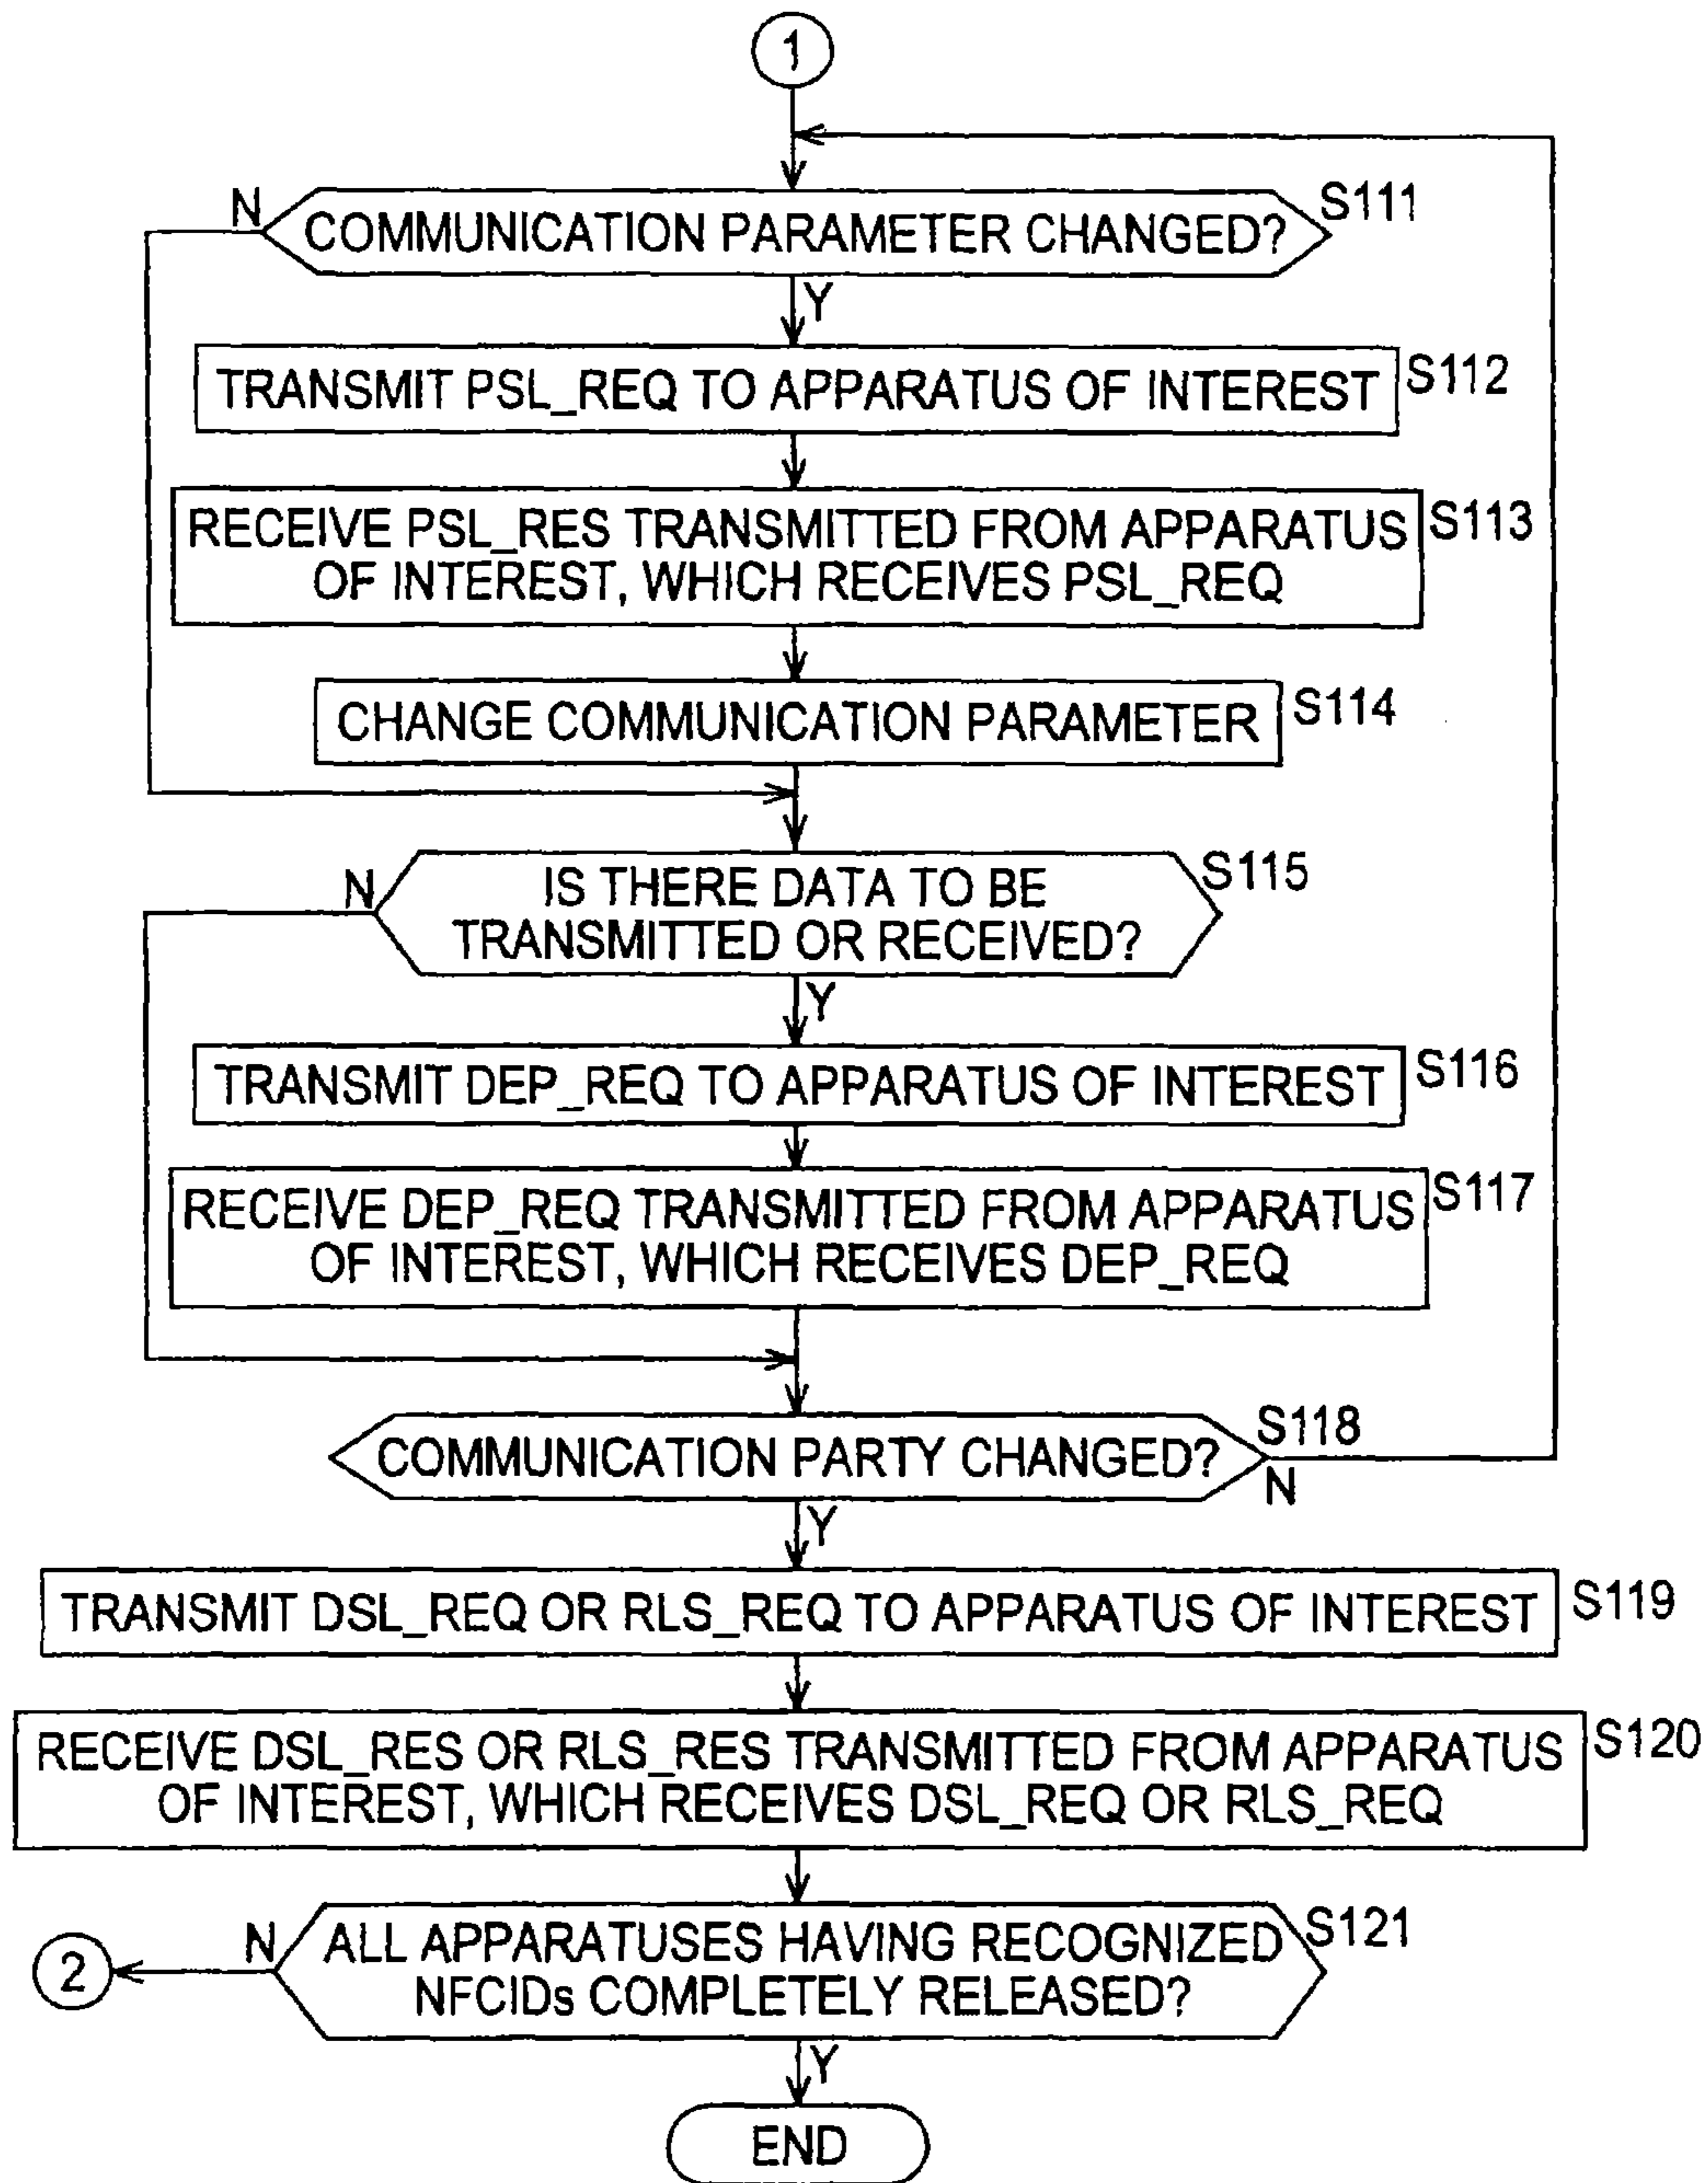 1
N
COMMUNICATION PARAMETER CHANGED?
S111
Y
TRANSMIT PSL_REQ TO APPARATUS OF INTEREST
S112
RECEIVE PSL_RES TRANSMITTED FROM APPARATUS
OF INTEREST, WHICH RECEIVES PSL_REQ
S113
CHANGE COMMUNICATION PARAMETER
S114
N
IS THERE DATA TO BE
TRANSMITTED OR RECEIVED?
S115
Y
TRANSMIT DEP_REQ TO APPARATUS OF INTEREST
S116
RECEIVE DEP_REQ TRANSMITTED FROM APPARATUS
OF INTEREST, WHICH RECEIVES DEP_REQ
S117
COMMUNICATION PARTY CHANGED?
S118
N
Y
TRANSMIT DSL_REQ OR RLS_REQ TO APPARATUS OF INTEREST
S119
RECEIVE DSL_RES OR RLS_RES TRANSMITTED FROM APPARATUS
OF INTEREST, WHICH RECEIVES DSL_REQ OR RLS_REQ
S120
2
N
ALL APPARATUSES HAVING RECOGNIZED
NFCIDs COMPLETELY RELEASED?
S121
Y
END